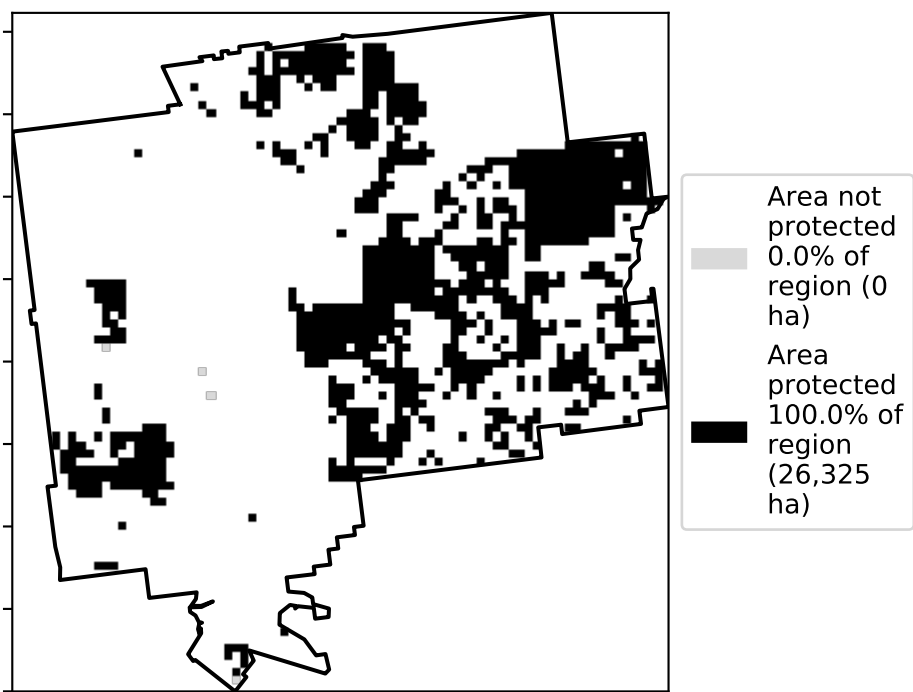 Area not
protected
0.0% of
region (0
ha)
Area
protected
100.0% of
region
(26,325
ha)